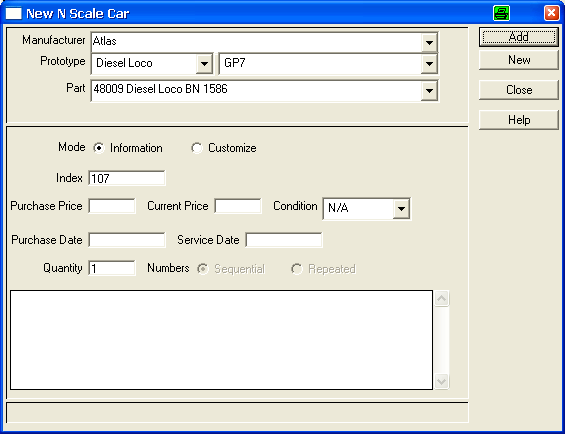 New N Scale Car
Manufacturer Atlas Add
Prototype Diesel Loco GP7 New
Part 48009 Diesel Loco BN 1586 Close
Help
Mode Information Customize
Index 107
Purchase Price Current Price Condition N/A
Purchase Date Service Date
Quantity 1 Numbers Sequential Repeated